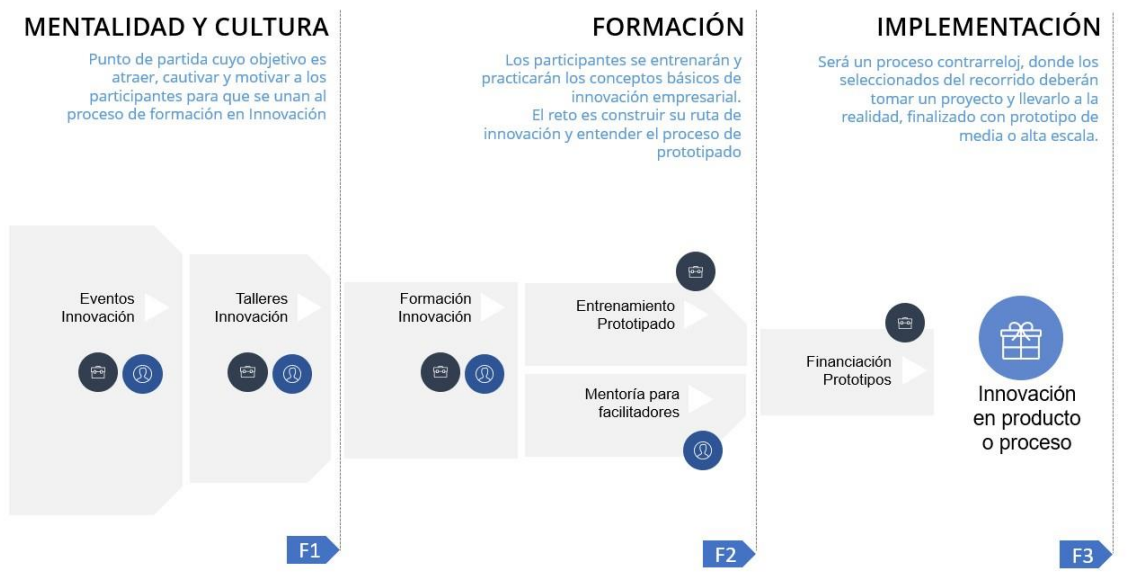 MENTALIDAD Y CULTURA
Punto de partida cuyo objetivo es
atraer, cautivar y motivar a los
participantes para que se unan al
proceso de formación en Innovación
Eventos
Innovación
Talleres
Innovación
F1
FORMACIÓN
Los participantes se entrenarán y
practicarán los conceptos básicos de
innovación empresarial.
El reto es construir su ruta de
innovación y entender el proceso de
prototipado
Formación
Innovación
Entrenamiento
Prototipado
Mentoría para
facilitadores
F2
IMPLEMENTACIÓN
Será un proceso contrarreloj, donde los
seleccionados del recorrido deberán
tomar un proyecto y llevarlo a la
realidad, finalizado con prototipo de
media o alta escala.
Financiación
Prototipos
Innovación
en producto
o proceso
F3